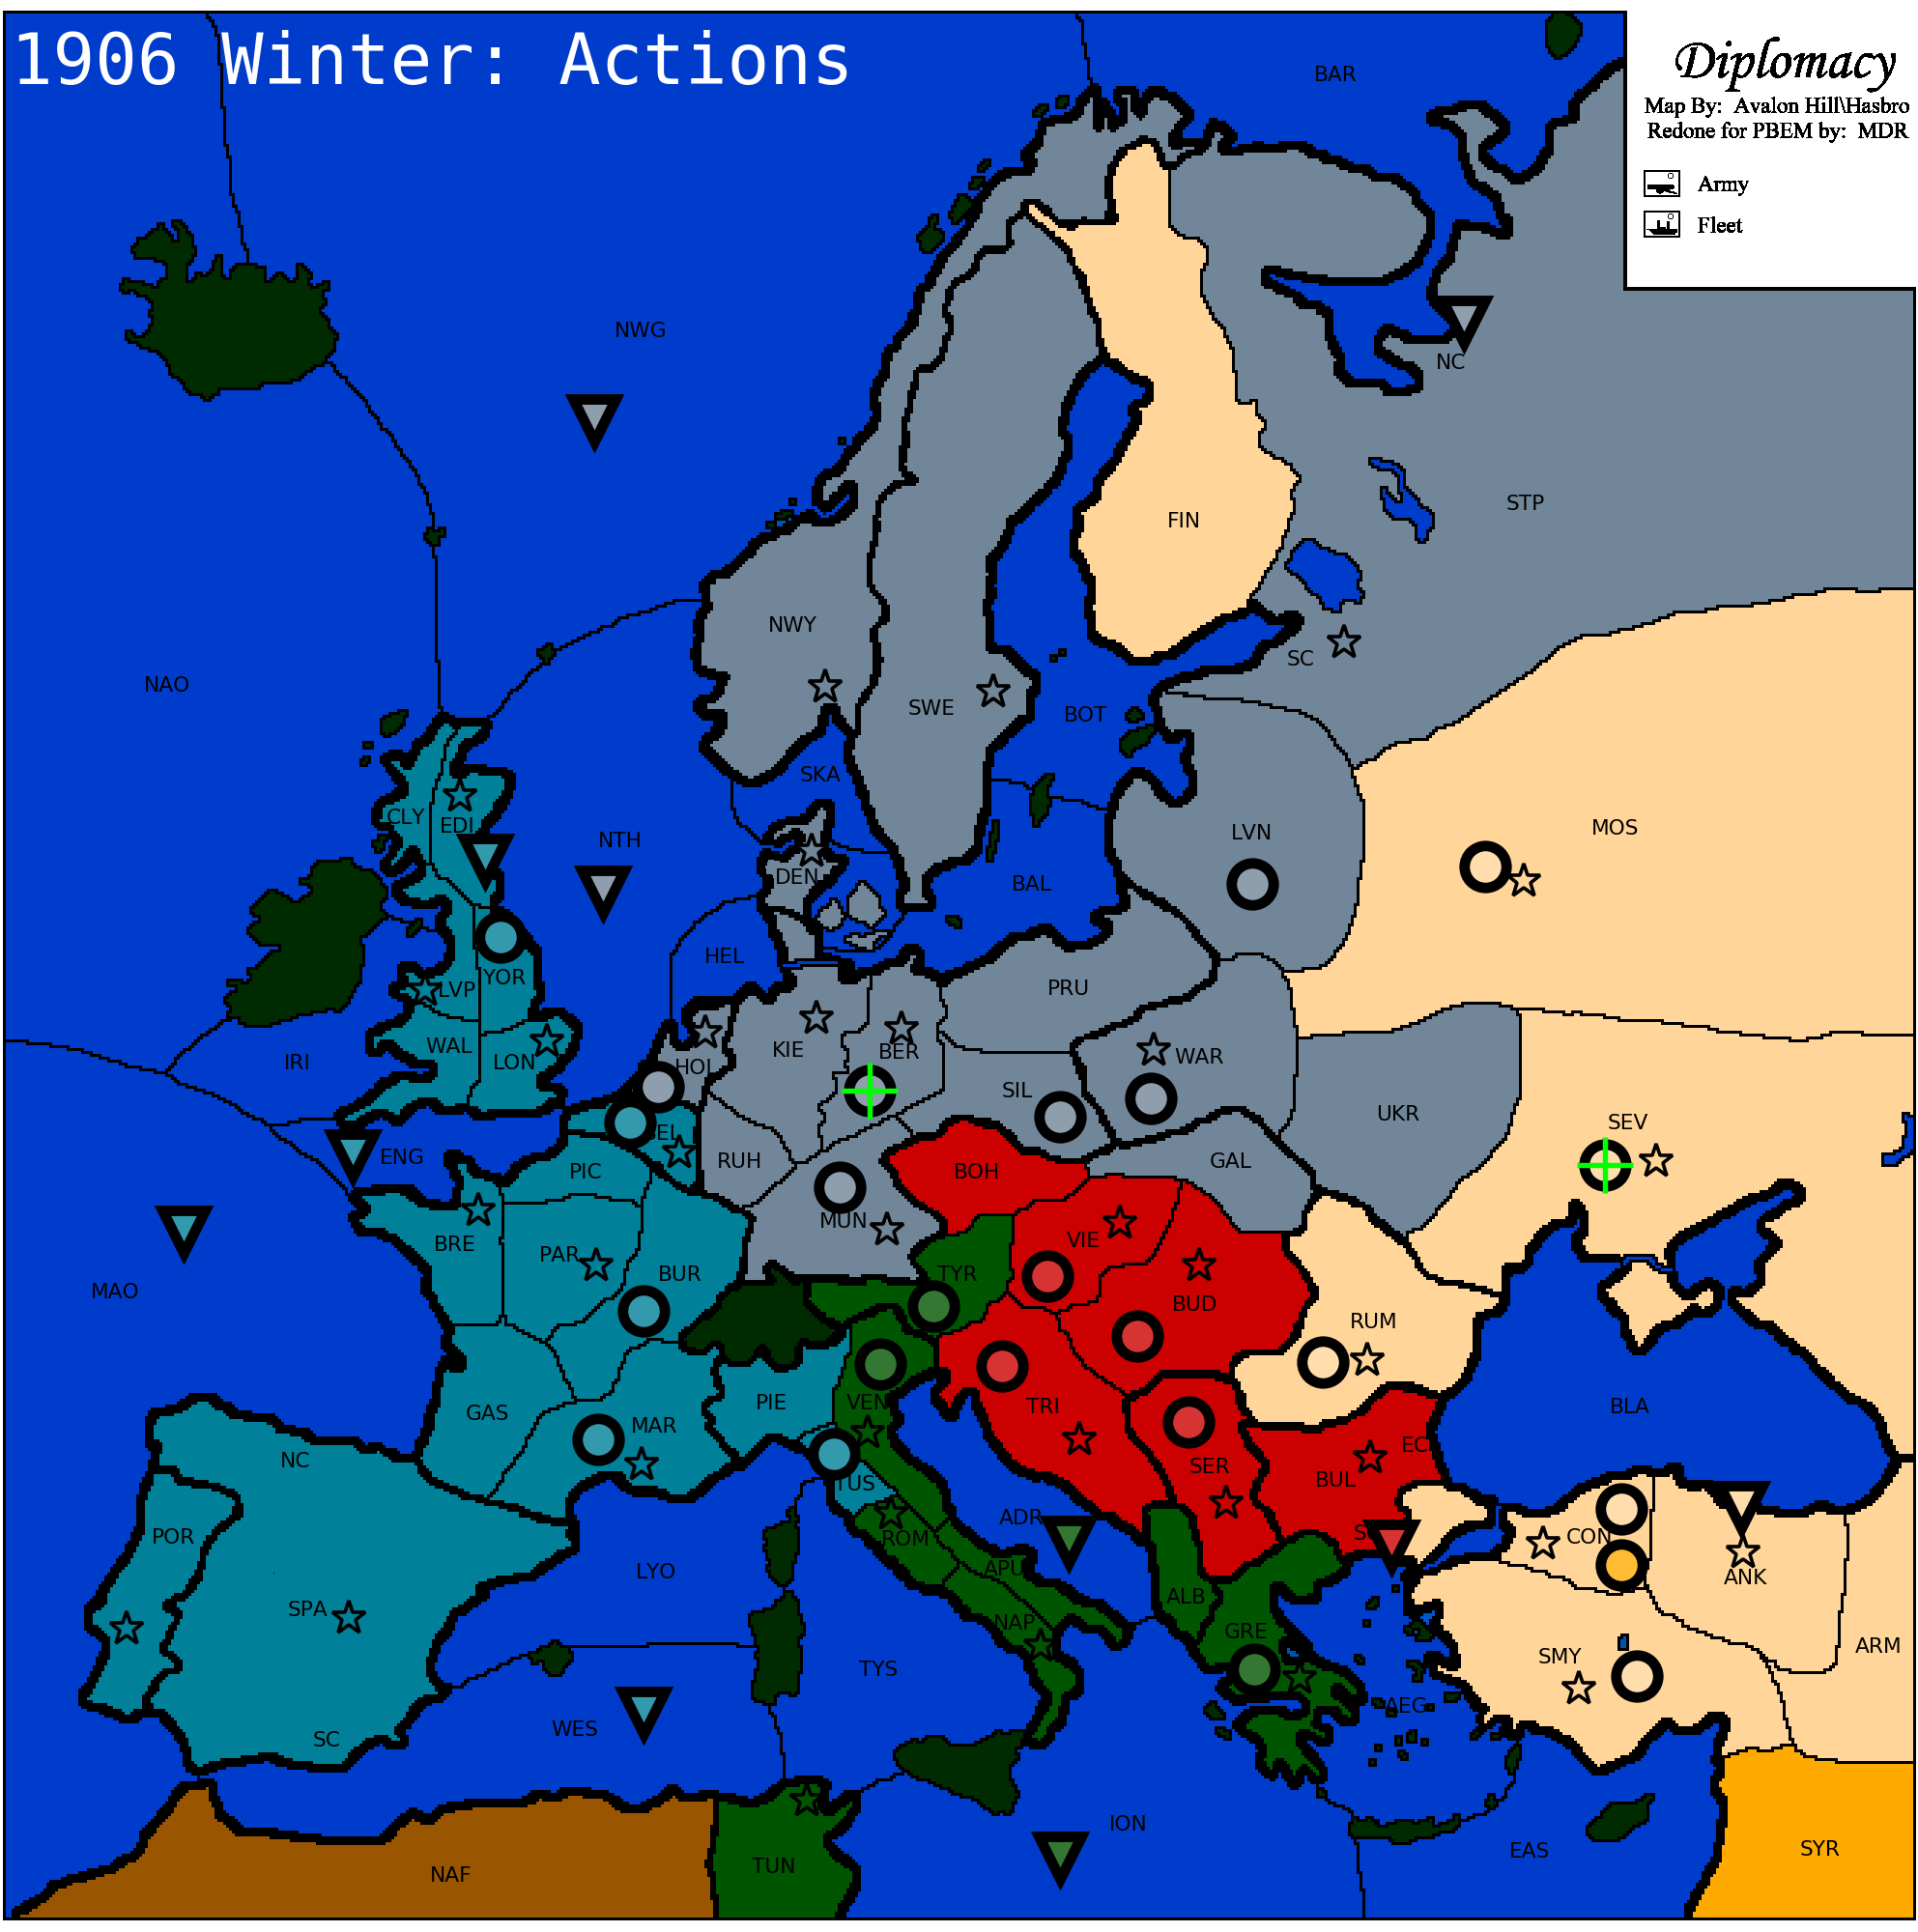 1906 Winter: Actions
Diplomacy
Map By: Avalon Hill\Hasbro
Redone for PBEM by: MDR
Army
Fleet
BAR
NWG
NC
STP
FIN
NWY
SC
NAO
SWE
BOT
SKA
CLY
EDI
NTH
LVN
MOS
DEN
BAL
HEL
YOR
LVP
PRU
WAL
LON
IRI
KIE
BER
HOL
WAR
SIL
UKR
SEV
ENG
PIC
RUH
BOH
GAL
MUN
BRE
PAR
BUR
VIE
TYR
MAO
BUD
RUM
GAS
MAR
PIE
VEN
TRI
BLA
NC
TUS
SER
BUL
POR
ROM
ADR
CON
LYO
APU
ANK
SPA
NAP
ALB
GRE
SMY
ARM
TYS
AEG
SC
WES
ION
EAS
SYR
NAF
TUN